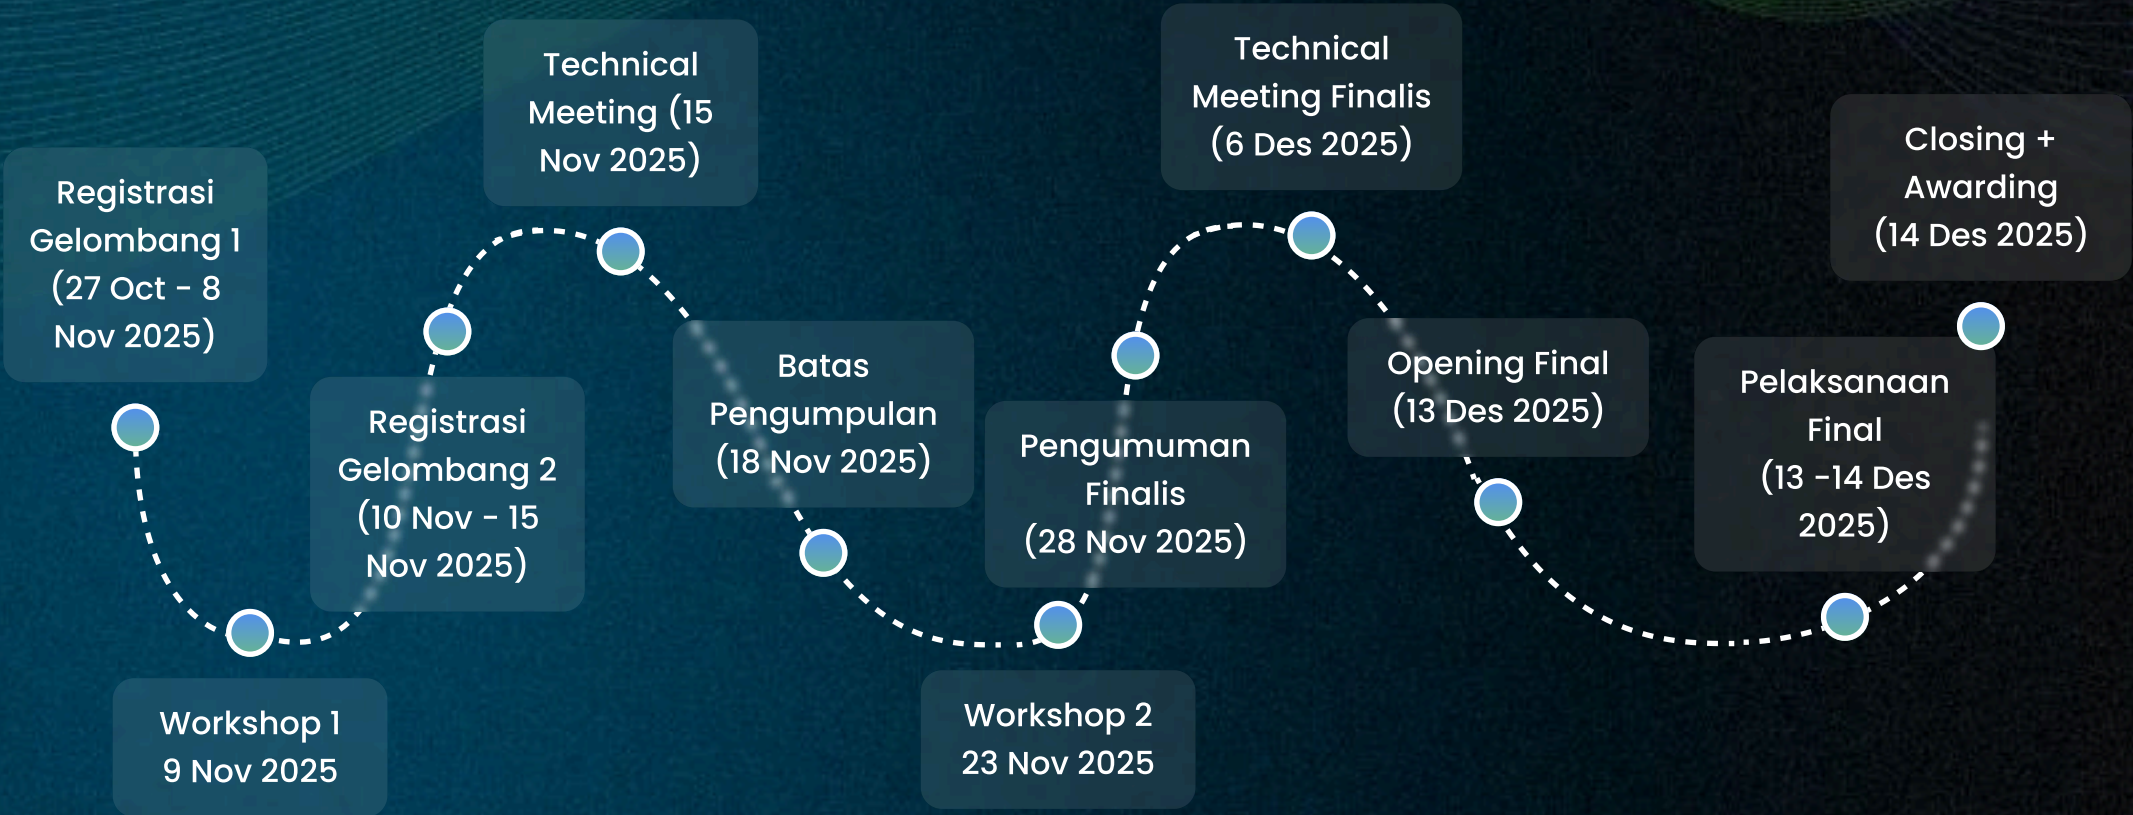 Registrasi
Gelombang 1
(27 Oct - 8
Nov 2025)
Workshop 1
9 Nov 2025
Registrasi
Gelombang 2
(10 Nov - 15
Nov 2025)
Technical
Meeting (15
Nov 2025)
Batas
Pengumpulan
(18 Nov 2025)
Workshop 2
23 Nov 2025
Pengumuman
Finalis
(28 Nov 2025)
Technical
Meeting Finalis
(6 Des 2025)
Opening Final
(13 Des 2025)
Pelaksanaan
Final
(13 -14 Des
2025)
Closing +
Awarding
(14 Des 2025)